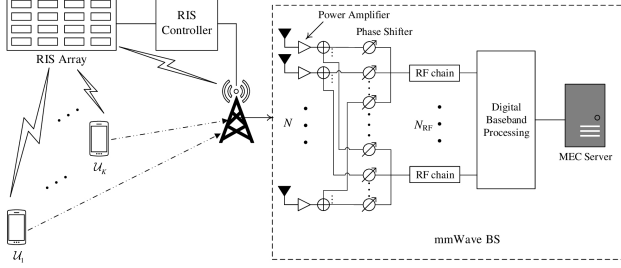 RIS
Controller
Power Amplifier
Phase Shifter
RIS Array
RF chain
N
N_RF
Digital
Baseband
Processing
MEC Server
U_K
RF chain
U_1
mmWave BS